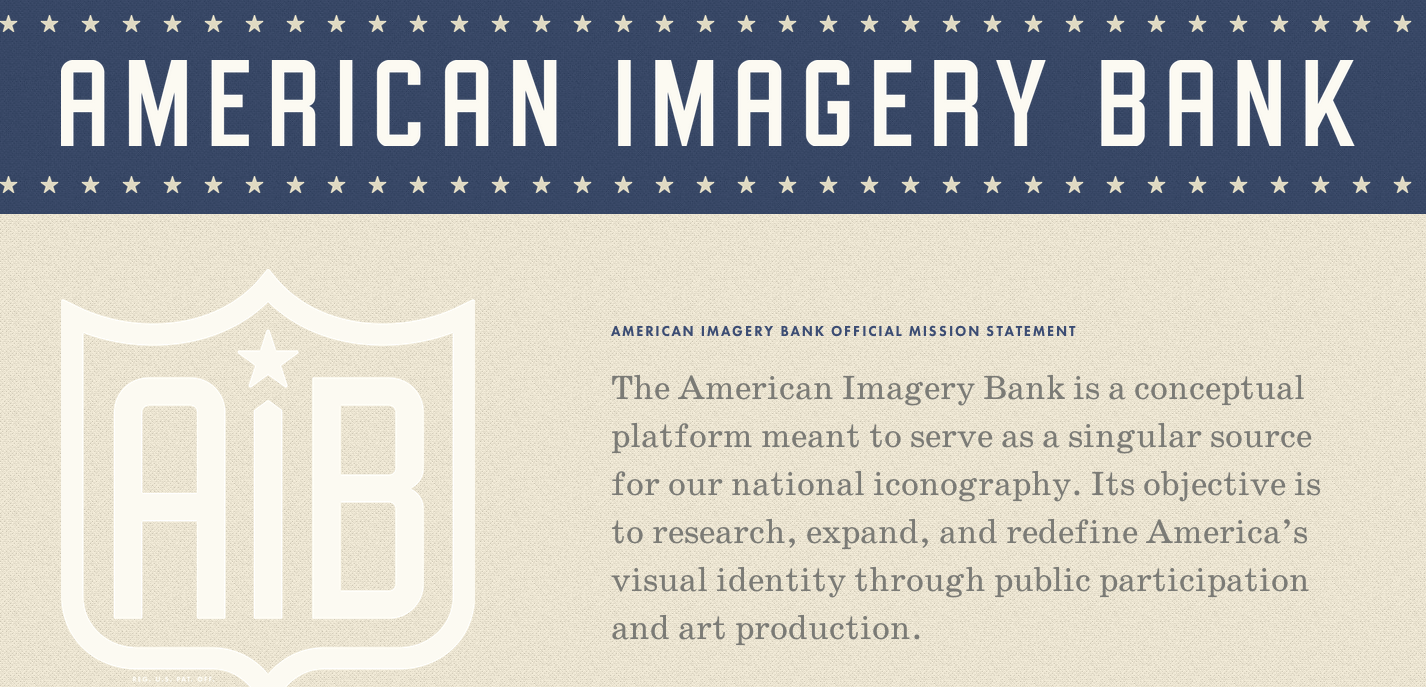 AMERICAN IMAGERY BANK
AiB
AMERICAN IMAGERY BANK OFFICIAL MISSION STATEMENT
The American Imagery Bank is a conceptual
platform meant to serve as a singular source
for our national iconography. Its objective is
to research, expand, and redefine America’s
visual identity through public participation
and art production.
REG. U.S. PAT. OFF.